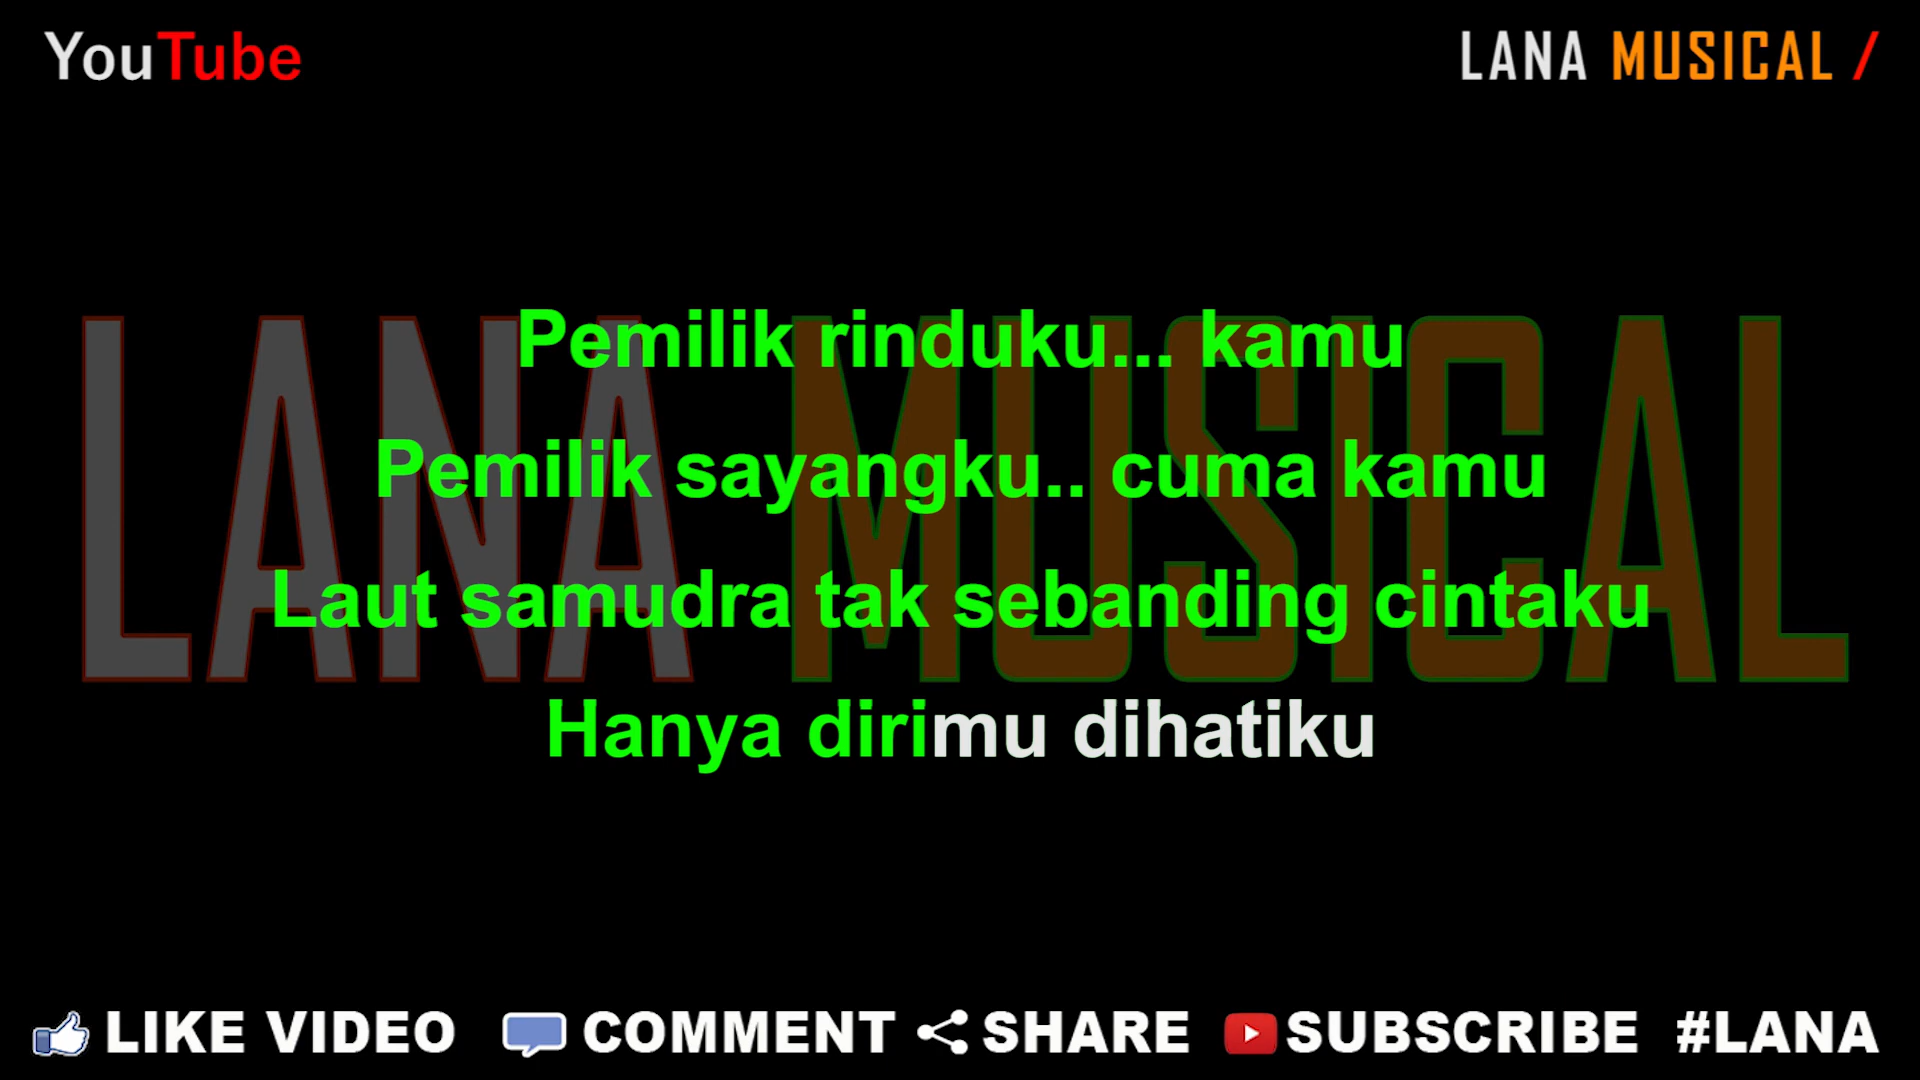 YouTube
LANA MUSICAL /
LANA MUSICAL
Pemilik rinduku... kamu
Pemilik sayangku.. cuma kamu
Laut samudra tak sebanding cintaku
Hanya dirimu dihatiku
LIKE VIDEO COMMENT SHARE SUBSCRIBE #LANA